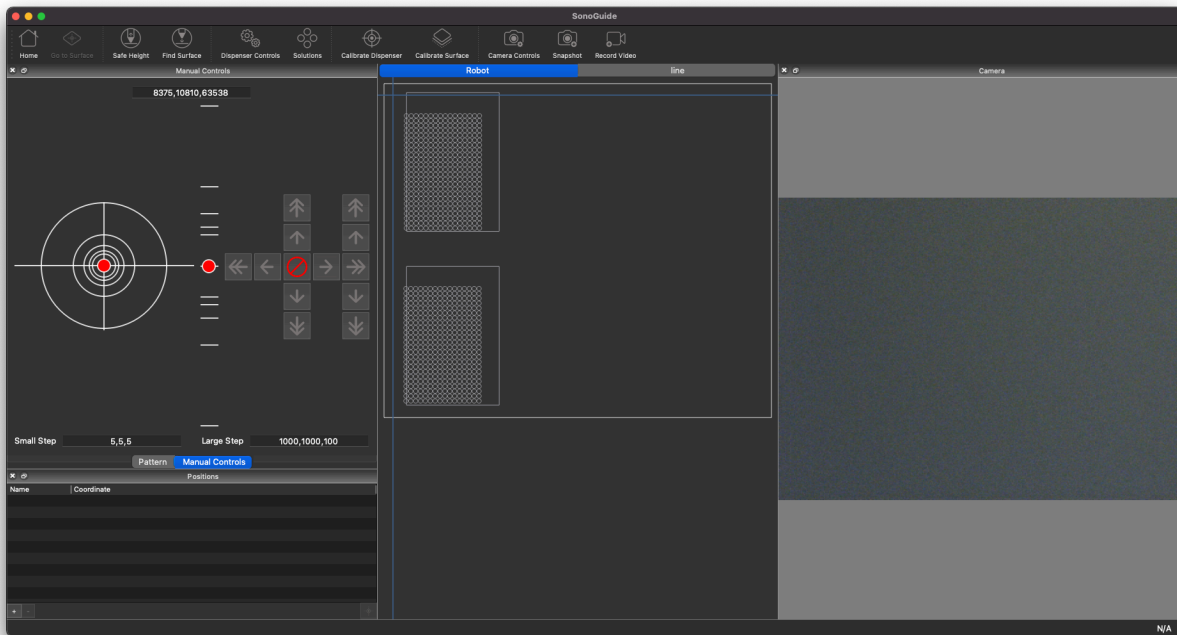 SonoGuide
Home
Go to Surface
Safe Height
Find Surface
Dispenser Controls
Solutions
Calibrate Dispenser
Calibrate Surface
Camera Controls
Snapshot
Record Video
Manual Controls
Robot
line
Camera
8375,10810,63538
Small Step
5,5,5
Large Step
1000,1000,100
Pattern
Manual Controls
Positions
Name
Coordinate
+
-
N/A